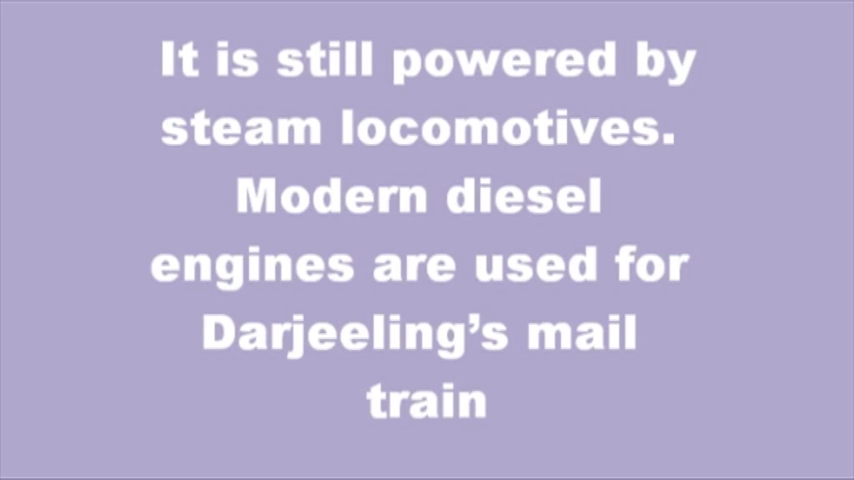 It is still powered by
steam locomotives.
Modern diesel
engines are used for
Darjeeling’s mail
train